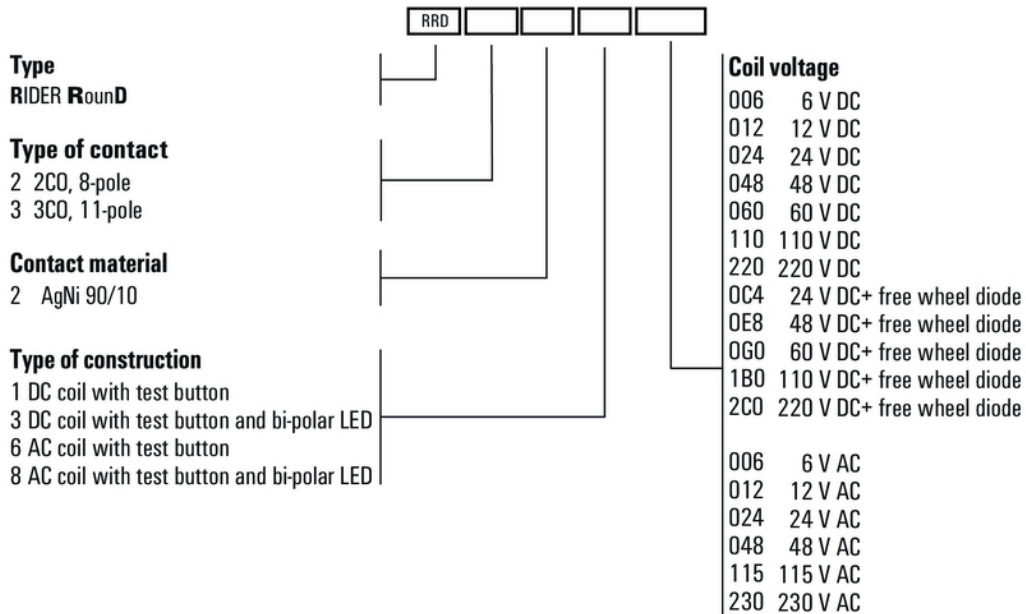 RRD
Type
RIDER RounD
Type of contact
2 2CO, 8-pole
3 3CO, 11-pole
Contact material
2 AgNi 90/10
Type of construction
1 DC coil with test button
3 DC coil with test button and bi-polar LED
6 AC coil with test button
8 AC coil with test button and bi-polar LED
Coil voltage
006 6 V DC
012 12 V DC
024 24 V DC
048 48 V DC
060 60 V DC
110 110 V DC
220 220 V DC
0C4 24 V DC+ free wheel diode
0E8 48 V DC+ free wheel diode
0G0 60 V DC+ free wheel diode
1B0 110 V DC+ free wheel diode
2C0 220 V DC+ free wheel diode
006 6 V AC
012 12 V AC
024 24 V AC
048 48 V AC
115 115 V AC
230 230 V AC